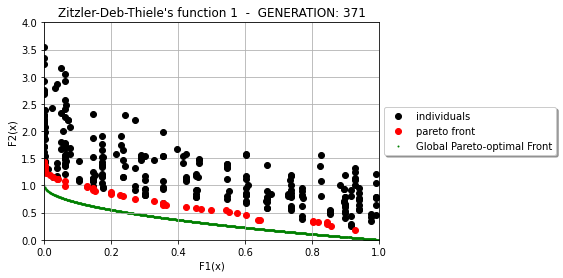 Zitzler-Deb-Thiele's function 1 - GENERATION: 371
4.0
3.5
3.0
2.5
2.0
1.5
1.0
0.5
0.0
F2(x)
0.0 0.2 0.4 0.6 0.8 1.0
F1(x)
individuals
pareto front
Global Pareto-optimal Front